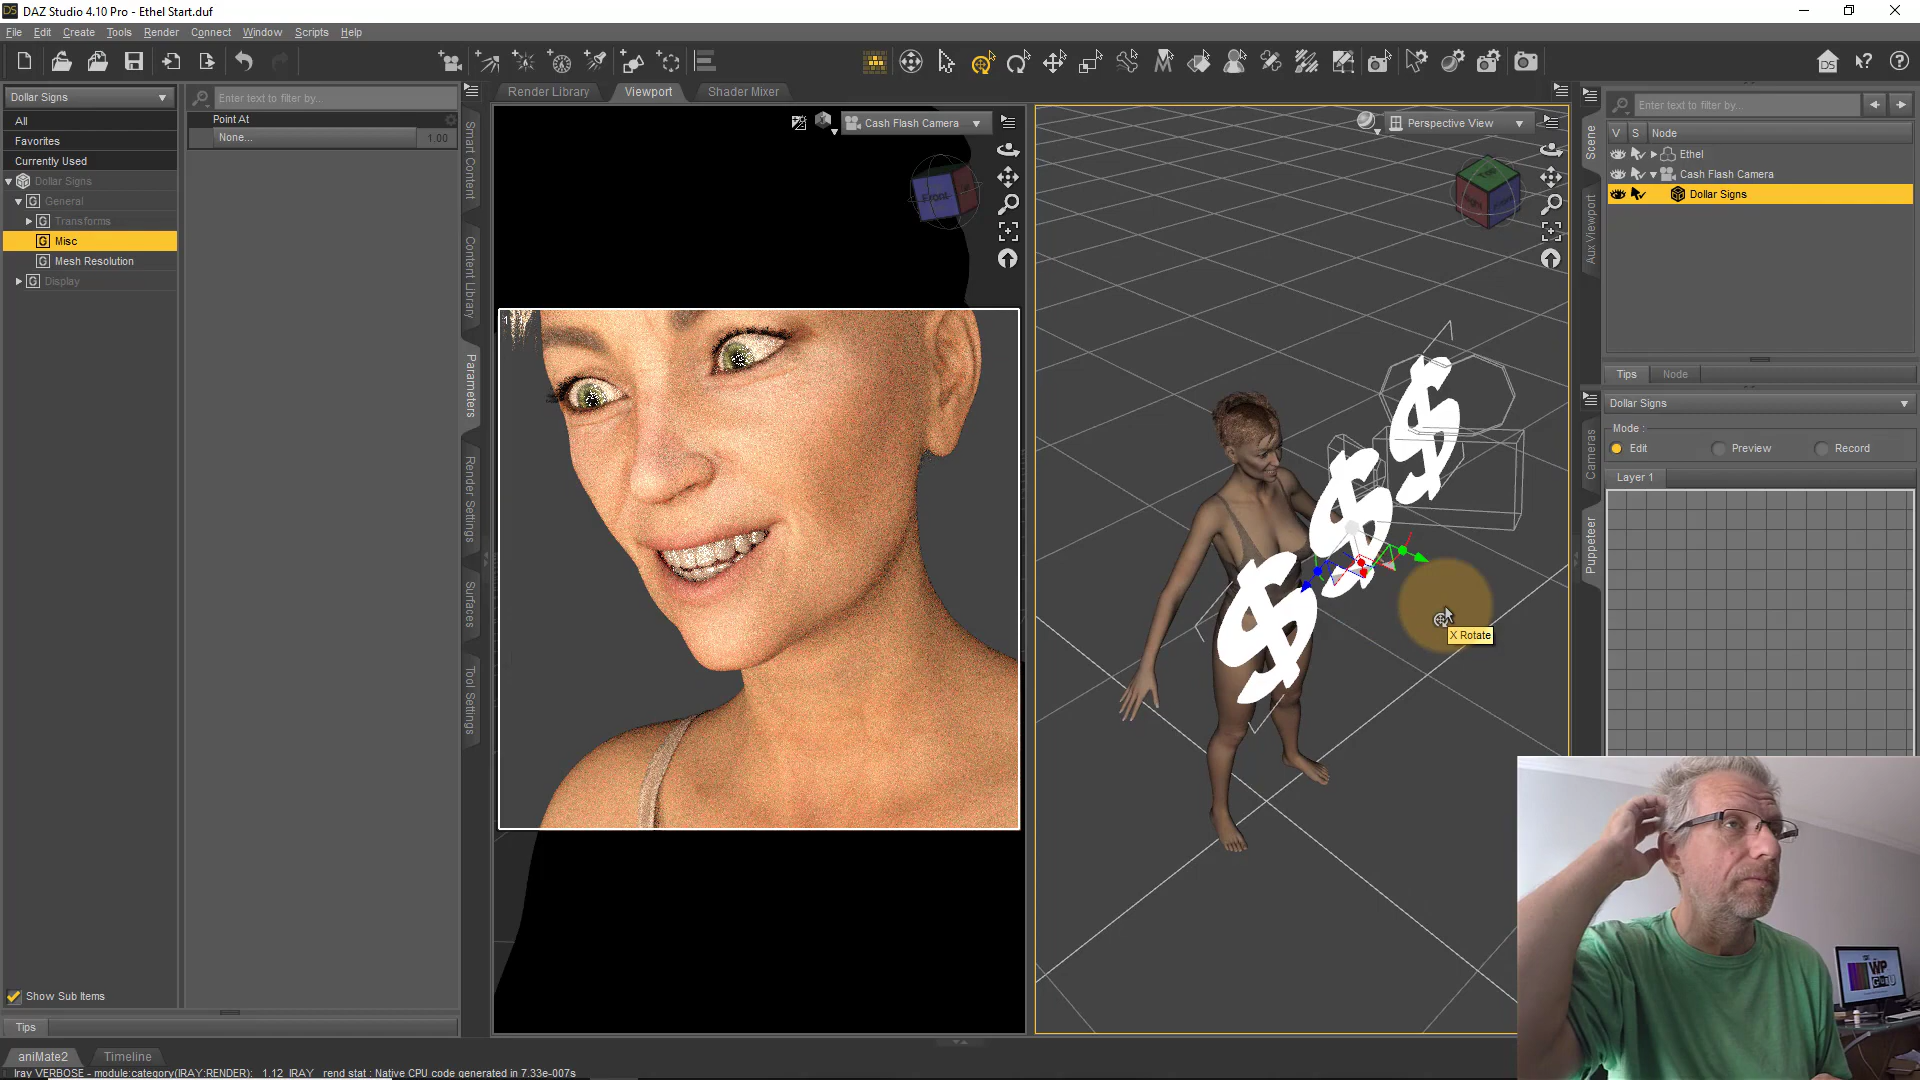 DAZ Studio 4.10 Pro - Ethel Start.duf
File Edit Create Tools Render Connect Window Scripts Help
Dollar Signs
All
Favorites
Currently Used
Dollar Signs
General
Transforms
Misc
Mesh Resolution
Display
Show Sub Items
Tips
Enter text to filter by..
Point At
None...
1.00
Smart Content
Content Library
Parameters
Render Settings
Surfaces
Tool Settings
Render Library
Viewport
Shader Mixer
Cash Flash Camera
Front
1
Perspective View
X Rotate
Scene
Aux Viewport
Cameras
Puppeteer
Enter text to filter by...
V S Node
Ethel
Cash Flash Camera
Dollar Signs
Tips
Node
Dollar Signs
Mode :
Edit
Preview
Record
Layer 1
WP
aniMate2
Timeline
Iray VERBOSE - module:category(IRAY:RENDER): 1.12 IRAY rend stat : Native CPU code generated in 7.33e-007s